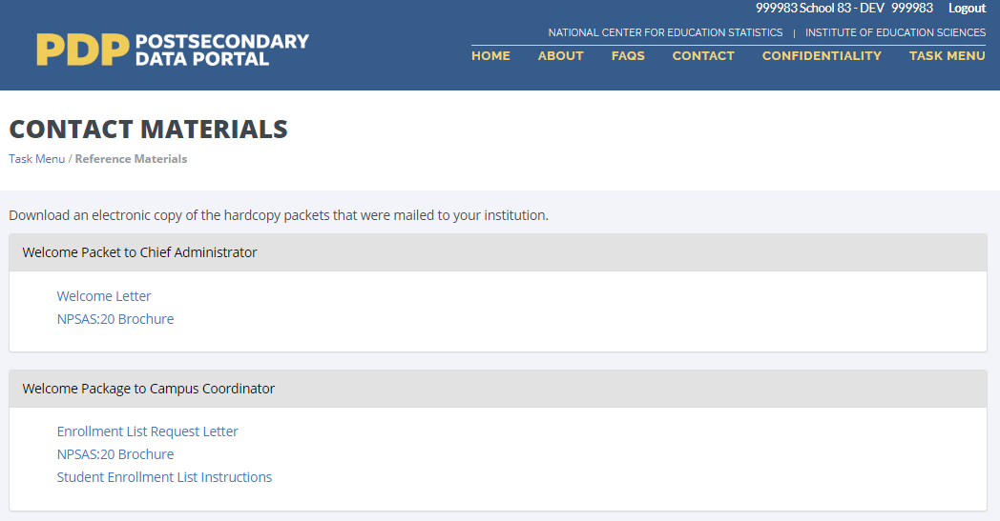 999983 School 83 - DEV 999983 Logout
PDP POSTSECONDARY
DATA PORTAL
NATIONAL CENTER FOR EDUCATION STATISTICS | INSTITUTE OF EDUCATION SCIENCES
HOME ABOUT FAQS CONTACT CONFIDENTIALITY TASK MENU
CONTACT MATERIALS
Task Menu / Reference Materials
Download an electronic copy of the hardcopy packets that were mailed to your institution.
Welcome Packet to Chief Administrator
Welcome Letter
NPSAS:20 Brochure
Welcome Package to Campus Coordinator
Enrollment List Request Letter
NPSAS:20 Brochure
Student Enrollment List Instructions